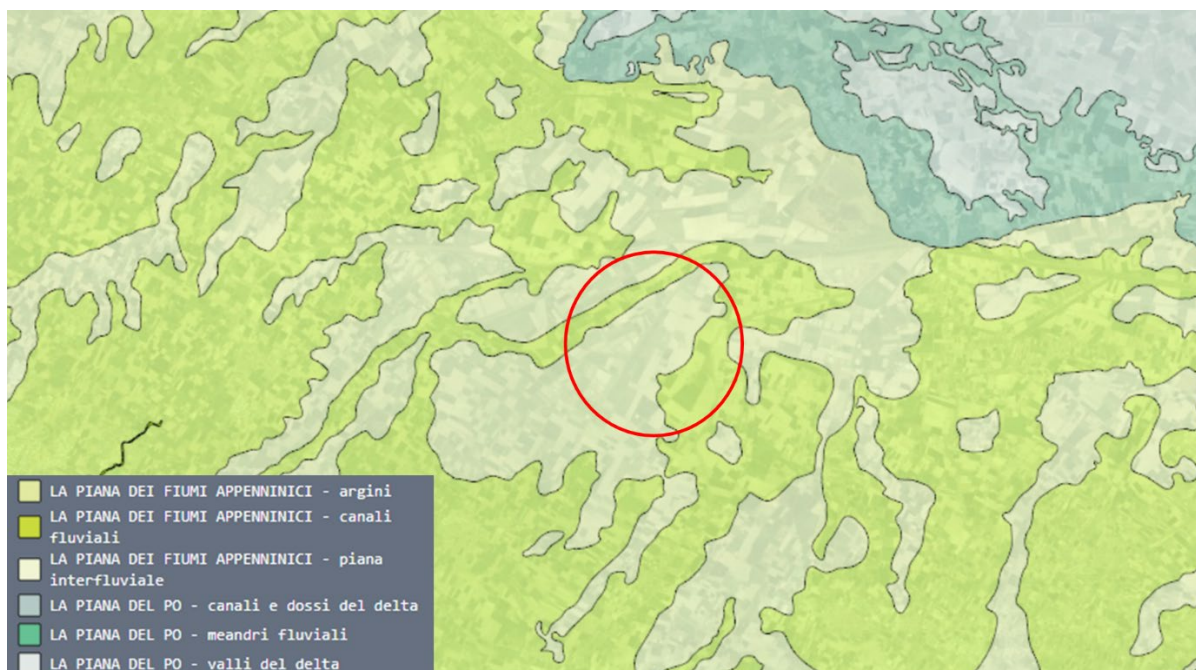 LA PIANA DEI FIUMI APPENNINICI - argini
LA PIANA DEI FIUMI APPENNINICI - canali
fluviali
LA PIANA DEI FIUMI APPENNINICI - piana
interfluviale
LA PIANA DEL PO - canali e dossi del delta
LA PIANA DEL PO - meandri fluviali
LA PIANA DEL PO - valli del delta